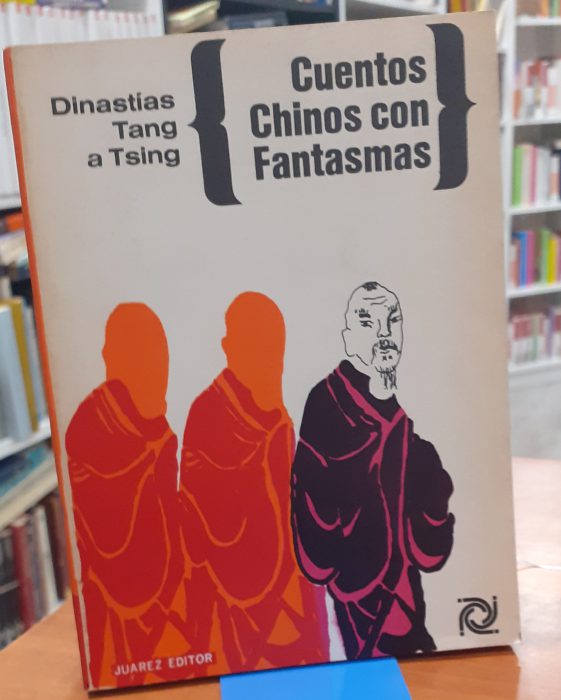 Dinastías
Tang
a Tsing
Cuentos
Chinos con
Fantasmas
JUAREZ EDITOR